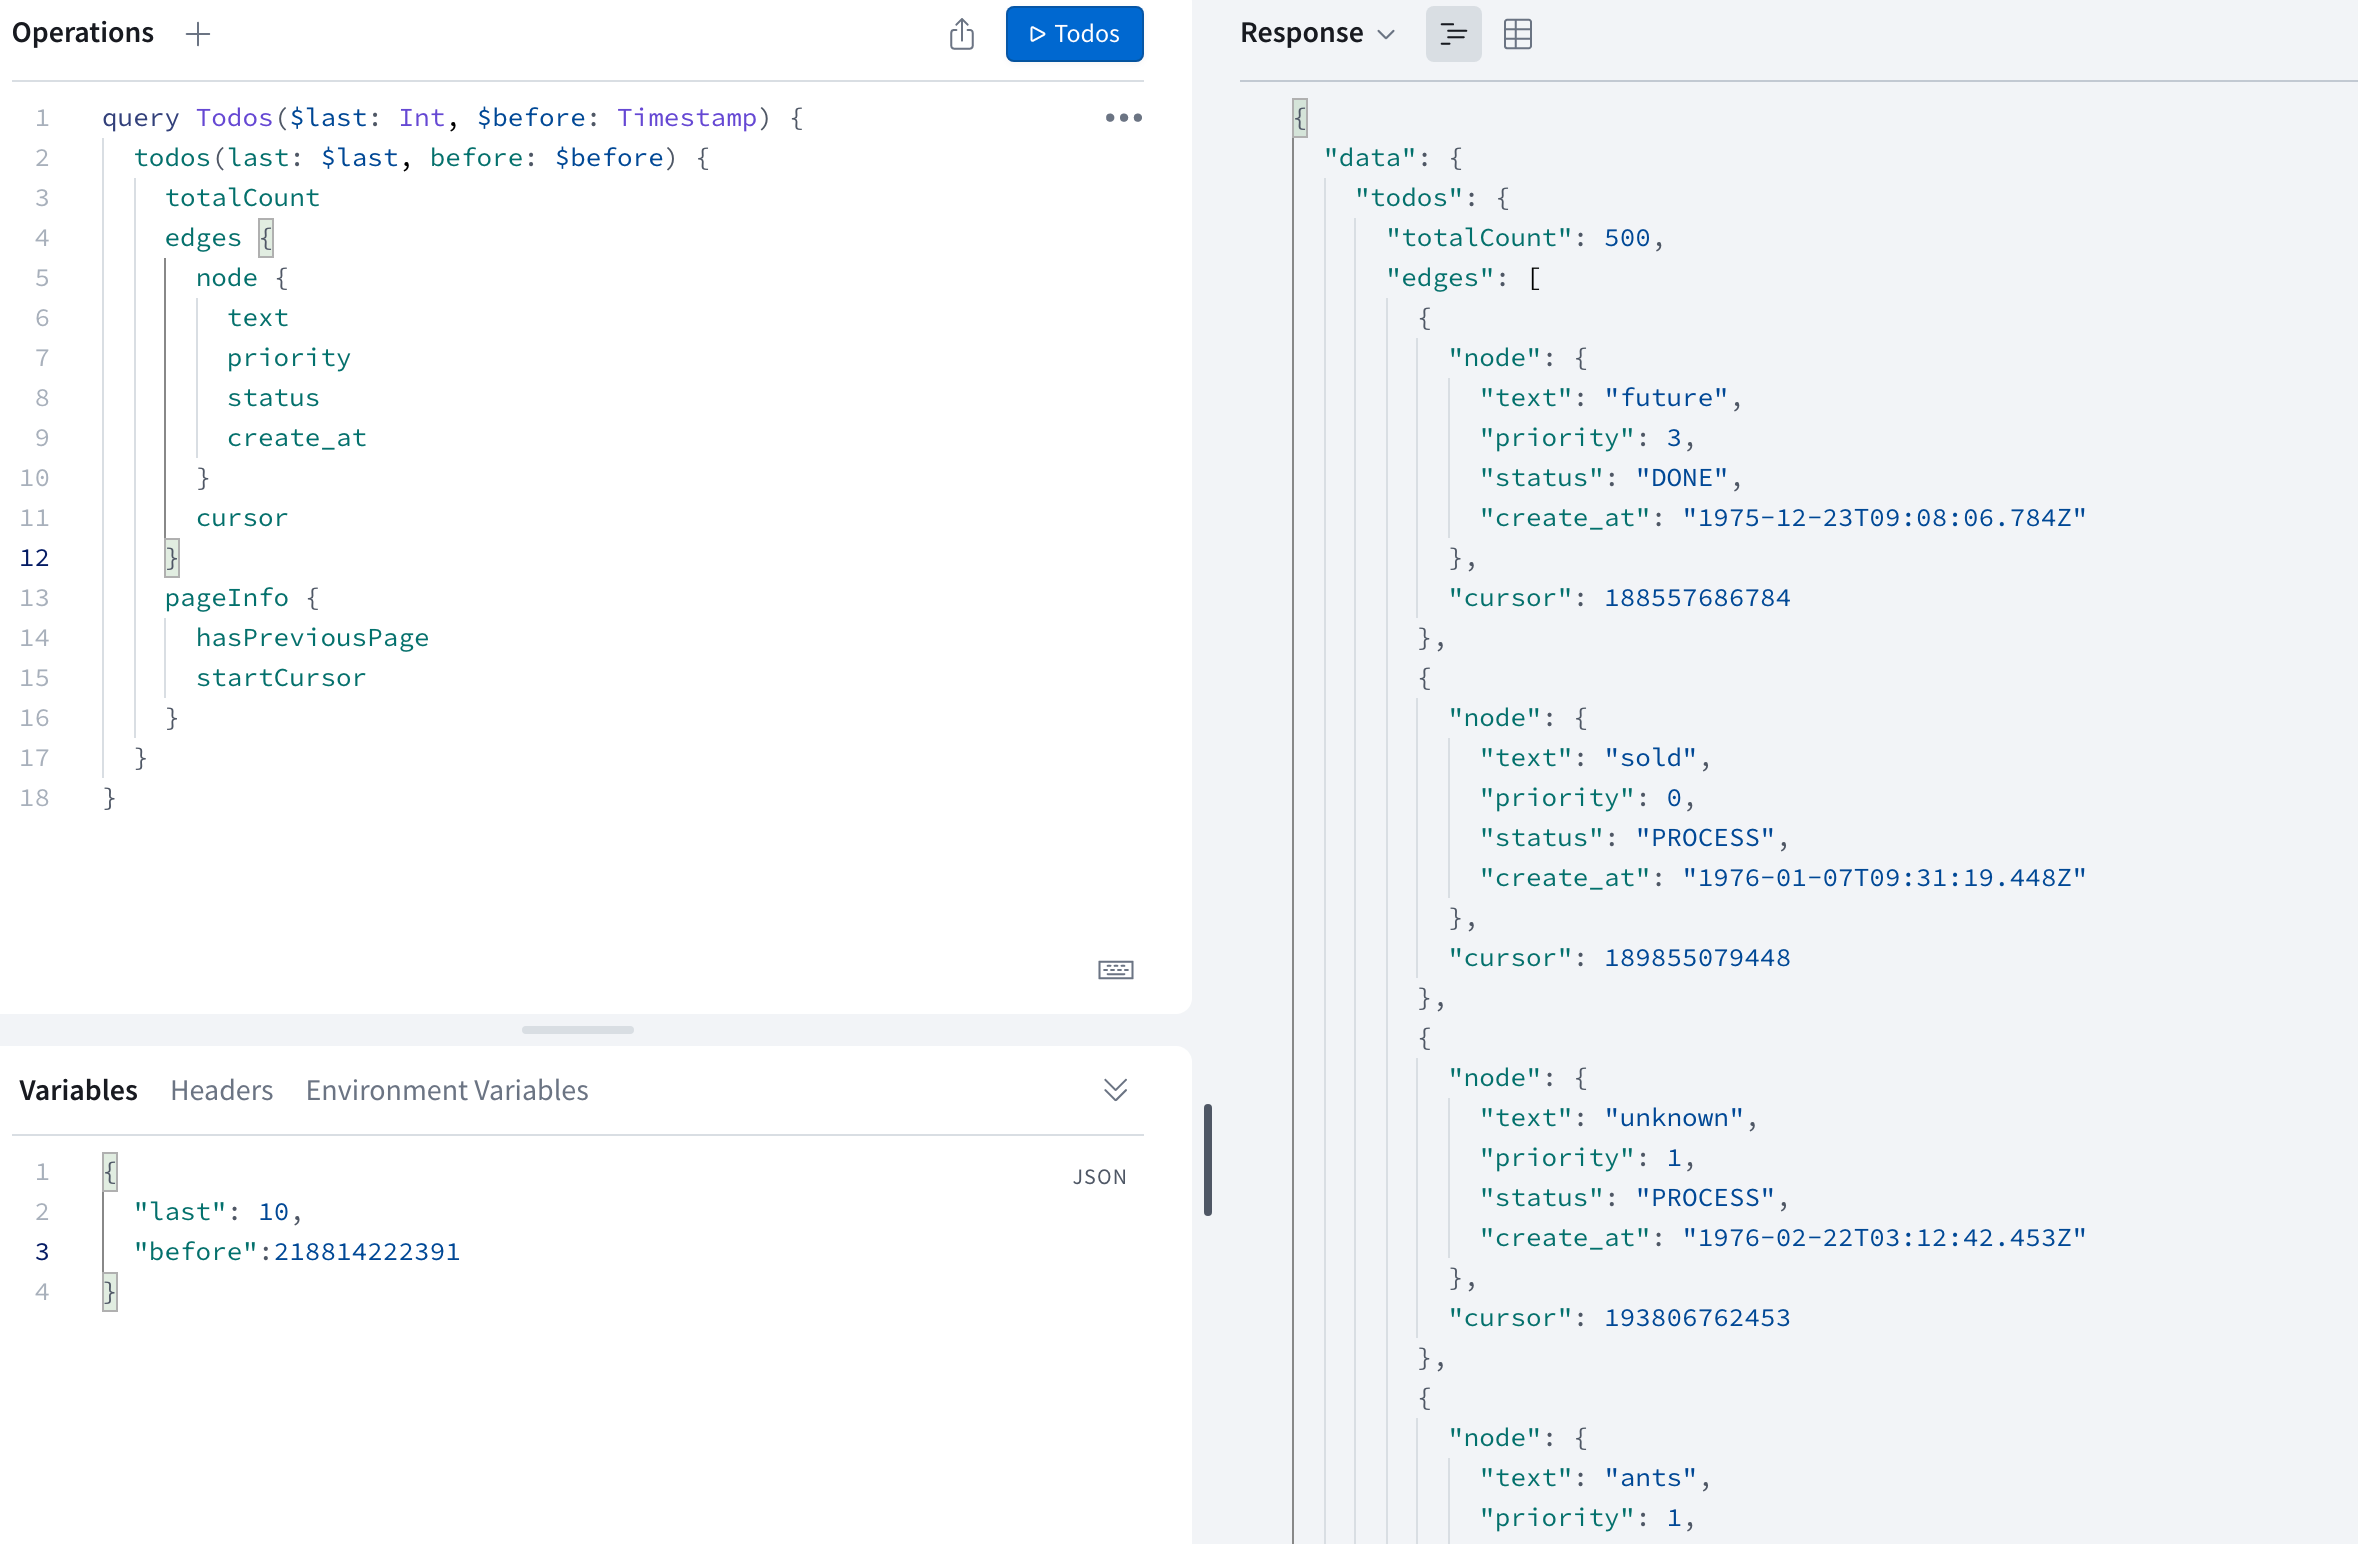 Operations
Todos
1 query Todos($last: Int, $before: Timestamp) {
2 todos(last: $last, before: $before) {
3 totalCount
4 edges {
5 node {
6 text
7 priority
8 status
9 create_at
10 }
11 cursor
12 }
13 pageInfo {
14 hasPreviousPage
15 startCursor
16 }
17 }
18 }
Variables Headers Environment Variables
JSON
1 {
2 "last": 10,
3 "before":218814222391
4 }
Response
{
"data": {
"todos": {
"totalCount": 500,
"edges": [
{
"node": {
"text": "future",
"priority": 3,
"status": "DONE",
"create_at": "1975-12-23T09:08:06.784Z"
},
"cursor": 188557686784
},
{
"node": {
"text": "sold",
"priority": 0,
"status": "PROCESS",
"create_at": "1976-01-07T09:31:19.448Z"
},
"cursor": 189855079448
},
{
"node": {
"text": "unknown",
"priority": 1,
"status": "PROCESS",
"create_at": "1976-02-22T03:12:42.453Z"
},
"cursor": 193806762453
},
{
"node": {
"text": "ants",
"priority": 1,